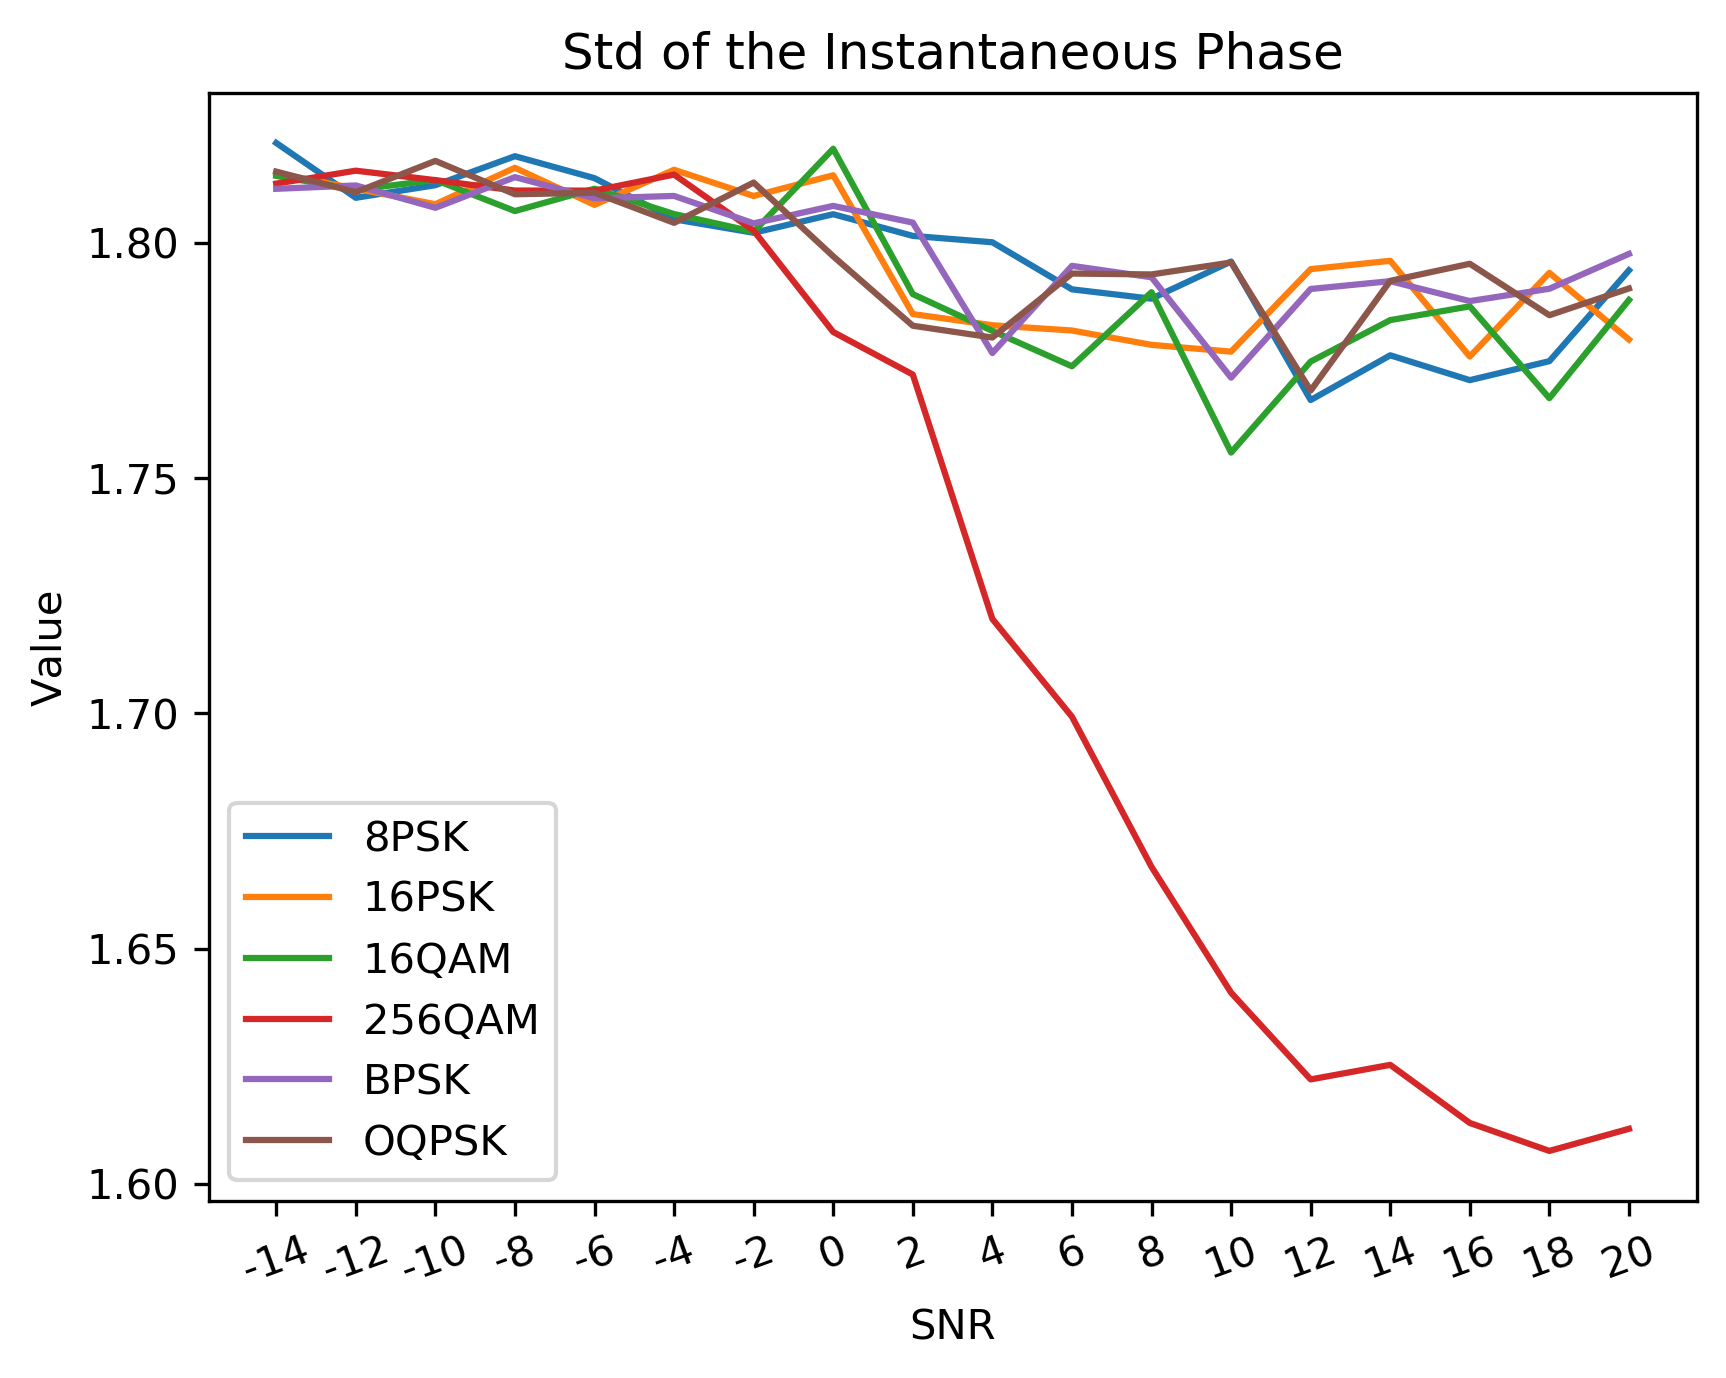 Std of the Instantaneous Phase
Value
1.80
1.75
1.70
1.65
1.60
8PSK
16PSK
16QAM
256QAM
BPSK
OQPSK
-14 -12 -10 -8 -6 -4 -2 0 2 4 6 8 10 12 14 16 18 20
SNR